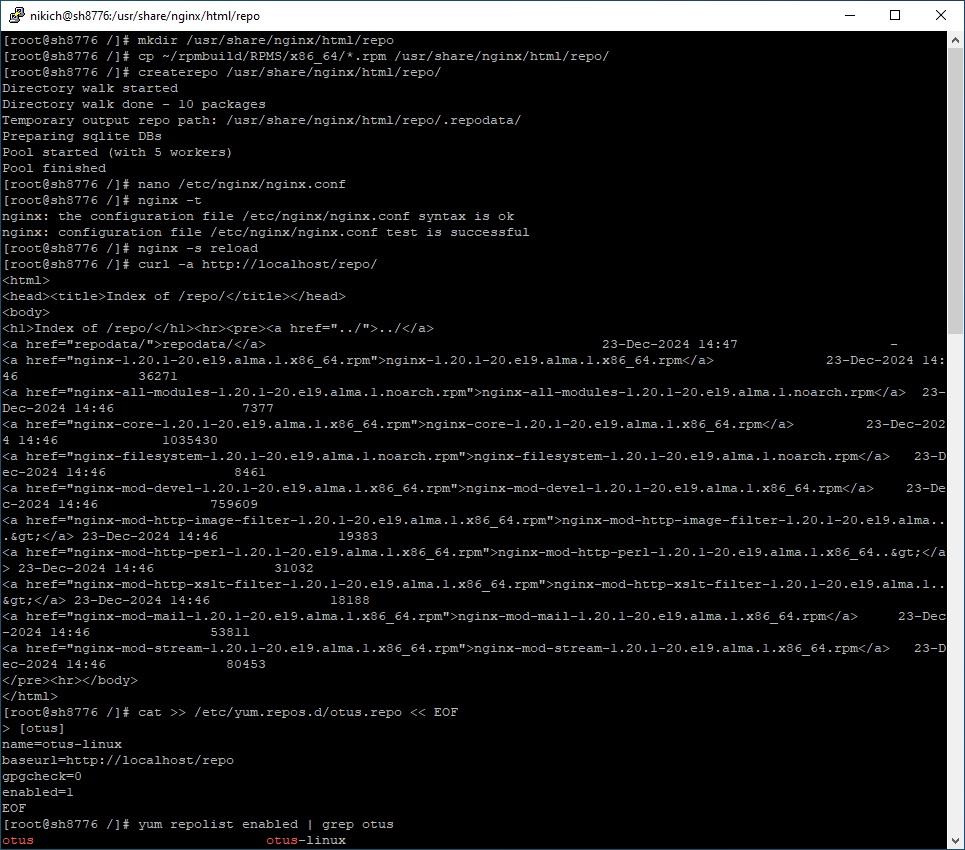 nikich@sh8776:/usr/share/nginx/html/repo
[root@sh8776 /]# mkdir /usr/share/nginx/html/repo
[root@sh8776 /]# cp ~/rpmbuild/RPMS/x86_64/*.rpm /usr/share/nginx/html/repo/
[root@sh8776 /]# createrepo /usr/share/nginx/html/repo/
Directory walk started
Directory walk done - 10 packages
Temporary output repo path: /usr/share/nginx/html/repo/.repodata/
Preparing sqlite DBs
Pool started (with 5 workers)
Pool finished
[root@sh8776 /]# nano /etc/nginx/nginx.conf
[root@sh8776 /]# nginx -t
nginx: the configuration file /etc/nginx/nginx.conf syntax is ok
nginx: configuration file /etc/nginx/nginx.conf test is successful
[root@sh8776 /]# nginx -s reload
[root@sh8776 /]# curl -a http://localhost/repo/
<html>
<head><title>Index of /repo/</title></head>
<body>
<h1>Index of /repo/</h1><hr><pre><a href="../">../</a>
<a href="repodata/">repodata/</a>                                          23-Dec-2024 14:47                   -
<a href="nginx-1.20.1-20.el9.alma.1.x86_64.rpm">nginx-1.20.1-20.el9.alma.1.x86_64.rpm</a>              23-Dec-2024 14:
46               36271
<a href="nginx-all-modules-1.20.1-20.el9.alma.1.noarch.rpm">nginx-all-modules-1.20.1-20.el9.alma.1.noarch.rpm</a>  23-
Dec-2024 14:46                7377
<a href="nginx-core-1.20.1-20.el9.alma.1.x86_64.rpm">nginx-core-1.20.1-20.el9.alma.1.x86_64.rpm</a>         23-Dec-202
4 14:46             1035430
<a href="nginx-filesystem-1.20.1-20.el9.alma.1.noarch.rpm">nginx-filesystem-1.20.1-20.el9.alma.1.noarch.rpm</a>   23-D
ec-2024 14:46                8461
<a href="nginx-mod-devel-1.20.1-20.el9.alma.1.x86_64.rpm">nginx-mod-devel-1.20.1-20.el9.alma.1.x86_64.rpm</a>    23-De
c-2024 14:46              759609
<a href="nginx-mod-http-image-filter-1.20.1-20.el9.alma.1.x86_64.rpm">nginx-mod-http-image-filter-1.20.1-20.el9.alma..
.&gt;</a> 23-Dec-2024 14:46               19383
<a href="nginx-mod-http-perl-1.20.1-20.el9.alma.1.x86_64.rpm">nginx-mod-http-perl-1.20.1-20.el9.alma.1.x86_64..&gt;</a
> 23-Dec-2024 14:46               31032
<a href="nginx-mod-http-xslt-filter-1.20.1-20.el9.alma.1.x86_64.rpm">nginx-mod-http-xslt-filter-1.20.1-20.el9.alma.1..
&gt;</a> 23-Dec-2024 14:46               18188
<a href="nginx-mod-mail-1.20.1-20.el9.alma.1.x86_64.rpm">nginx-mod-mail-1.20.1-20.el9.alma.1.x86_64.rpm</a>     23-Dec
-2024 14:46               53811
<a href="nginx-mod-stream-1.20.1-20.el9.alma.1.x86_64.rpm">nginx-mod-stream-1.20.1-20.el9.alma.1.x86_64.rpm</a>   23-D
ec-2024 14:46               80453
</pre><hr></body>
</html>
[root@sh8776 /]# cat >> /etc/yum.repos.d/otus.repo << EOF
> [otus]
name=otus-linux
baseurl=http://localhost/repo
gpgcheck=0
enabled=1
EOF
[root@sh8776 /]# yum repolist enabled | grep otus
otus                             otus-linux